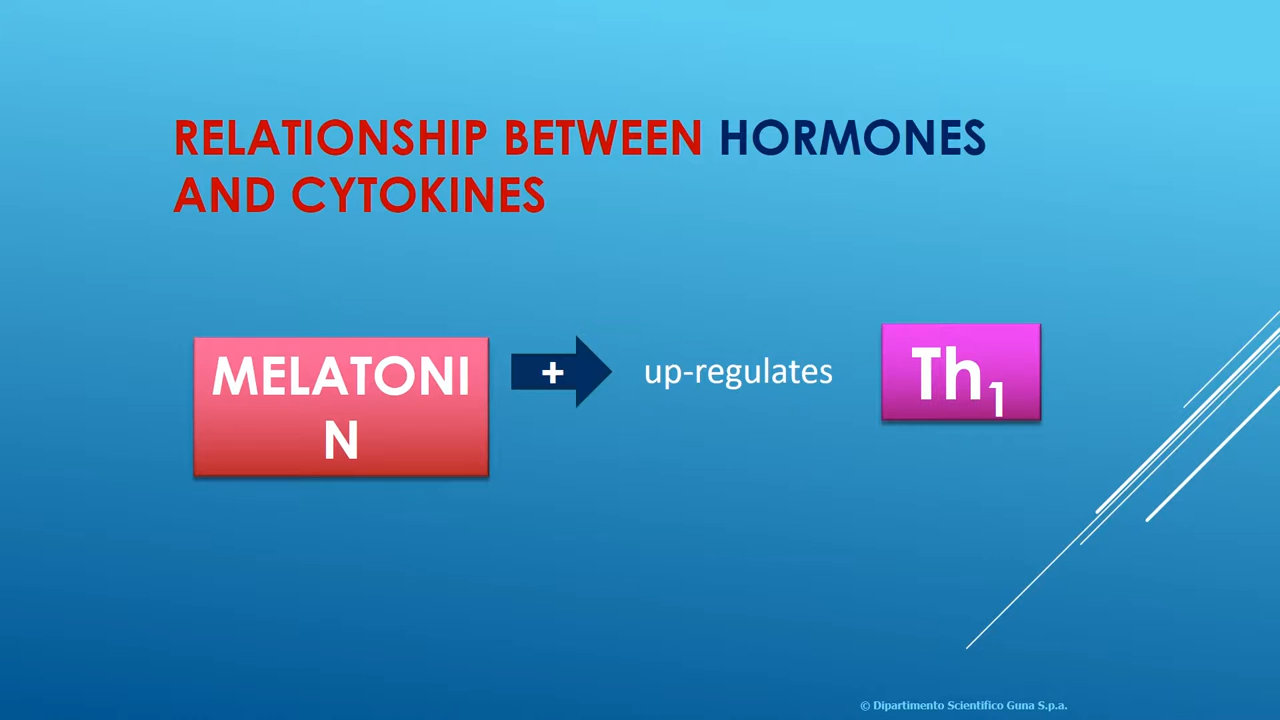 RELATIONSHIP BETWEEN HORMONES
AND CYTOKINES
MELATONI
N
+
up-regulates
Th1
© Dipartimento Scientifico Guna S.p.a.